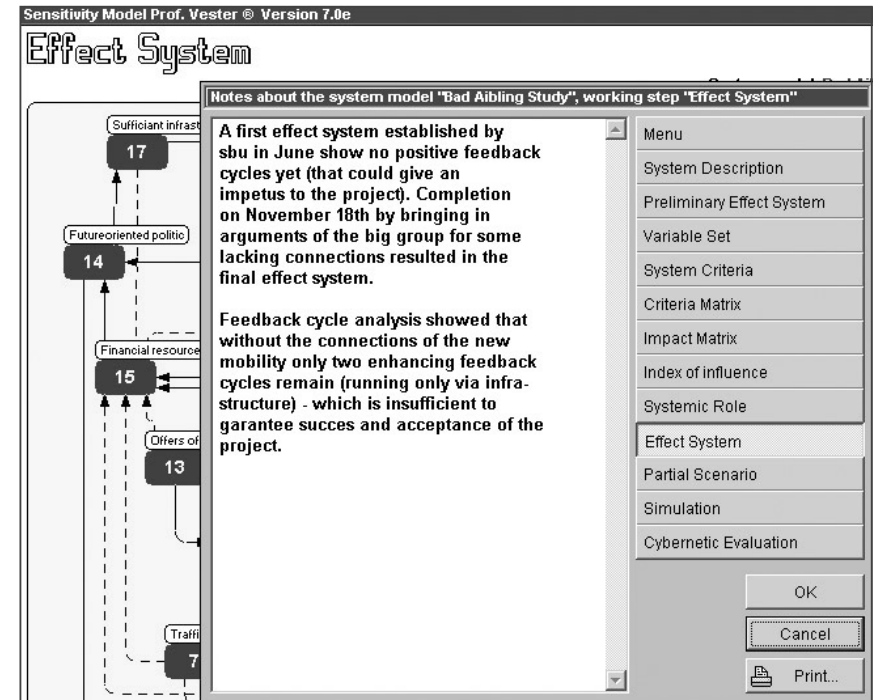 Sensitivity Model Prof. Vester ® Version 7.0e
Effect System
Notes about the system model "Bad Aibling Study", working step "Effect System"
Sufficiant infrast
17
Futureoriented politic
14
Financial resource
15
Offers of
13
Traffi
7
A first effect system established by
sbu in June show no positive feedback
cycles yet (that could give an
impetus to the project). Completion
on November 18th by bringing in
arguments of the big group for some
lacking connections resulted in the
final effect system.
Feedback cycle analysis showed that
without the connections of the new
mobility only two enhancing feedback
cycles remain (running only via infra-
structure) - which is insufficient to
garantee succes and acceptance of the
project.
Menu
System Description
Preliminary Effect System
Variable Set
System Criteria
Criteria Matrix
Impact Matrix
Index of influence
Systemic Role
Effect System
Partial Scenario
Simulation
Cybernetic Evaluation
OK
Cancel
Print...